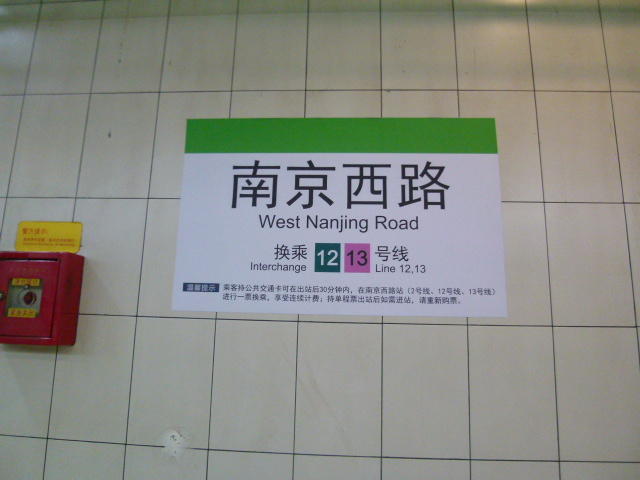 南京西路
West Nanjing Road
换乘 12 13 号线
Interchange Line 12,13
温馨提示 乘客持公共交通卡可在出站后30分钟内，在南京西路站（2号线、12号线、13号线）
进行一票换乘，享受连续计费；持单程票出站后如需进站，请重新购票。
警方提示: